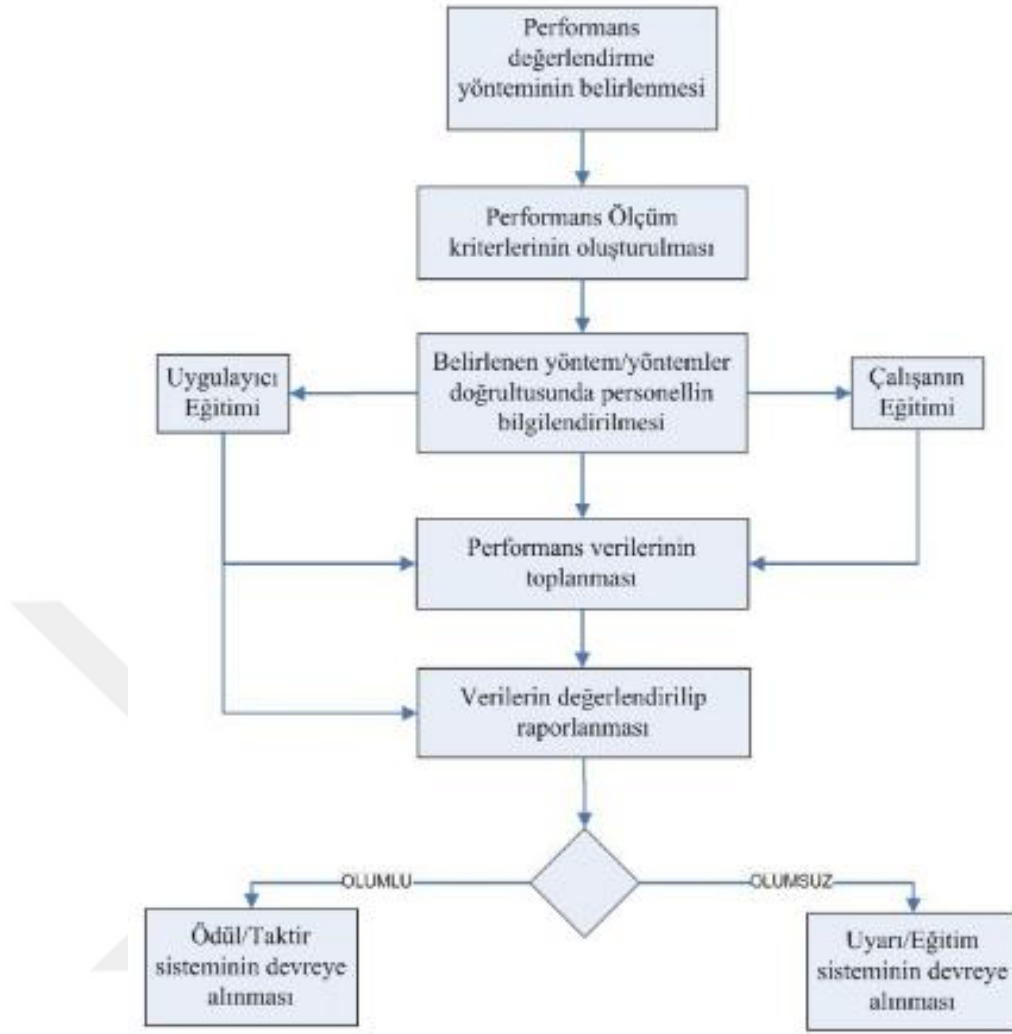 Performans
değerlendirme
yönteminin belirlenmesi
Performans Ölçüm
kriterlerinin oluşturulması
Belirlenen yöntem/yöntemler
doğrultusunda personellin
bilgilendirilmesi
Uygulayıcı
Eğitimi
Çalışanın
Eğitimi
Performans verilerinin
toplanması
Verilerin değerlendirilip
raporlanması
OLUMLU
OLUMSUZ
Ödül/Taktir
sisteminin devreye
alınması
Uyarı/Eğitim
sisteminin devreye
alınması